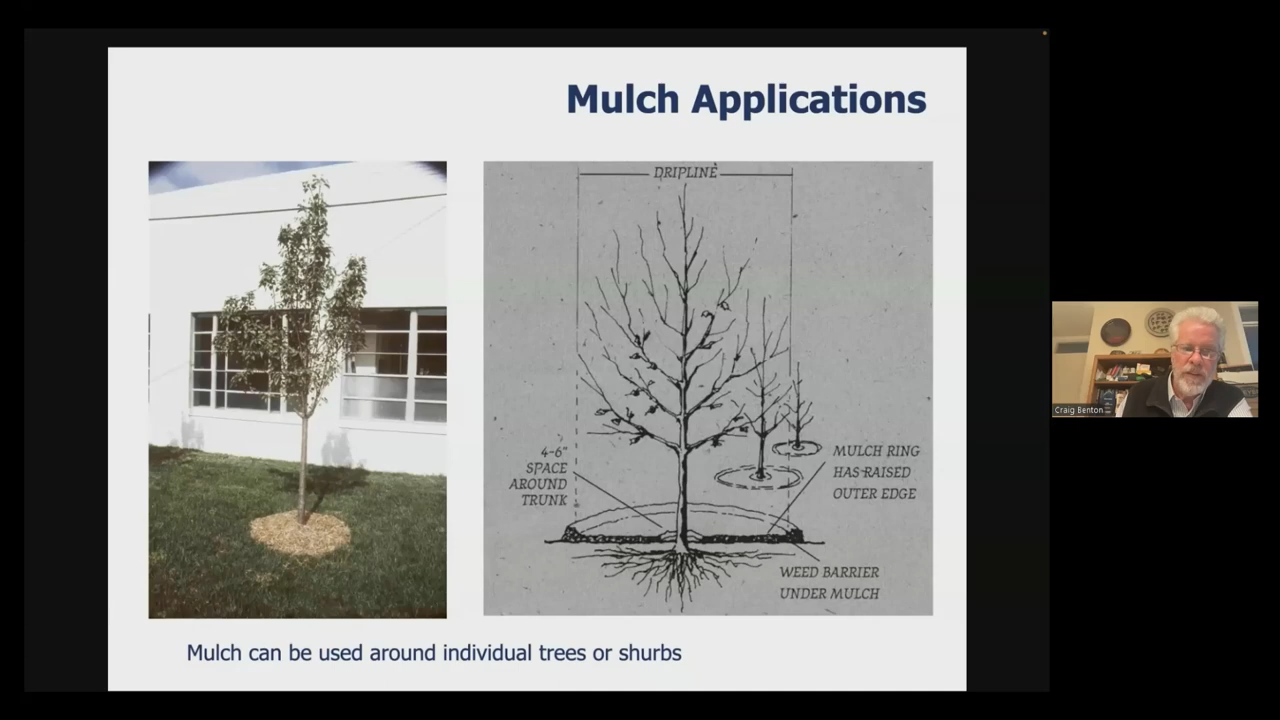 Mulch Applications
DRIPLINE
4-6"
SPACE
AROUND
TRUNK
MULCH RING
HAS RAISED
OUTER EDGE
WEED BARRIER
UNDER MULCH
Mulch can be used around individual trees or shurbs
Craig Benton